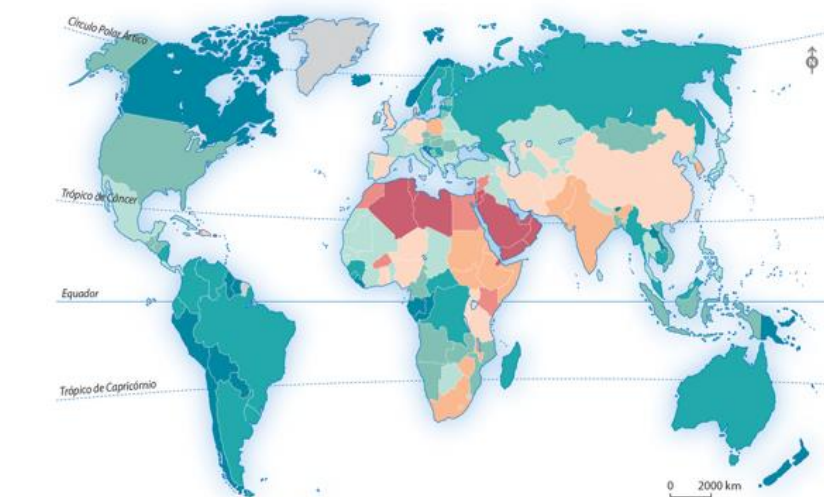 Círculo Polar Ártico
N
Trópico de Câncer
Equador
Trópico de Capricórnio
0 2000 km